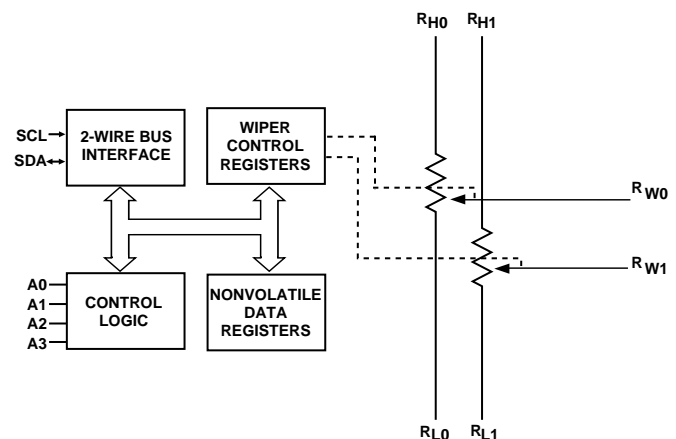 RH0 RH1
SCL
SDA
2-WIRE BUS
INTERFACE
WIPER
CONTROL
REGISTERS
RW0
RW1
A0
A1
A2
A3
CONTROL
LOGIC
NONVOLATILE
DATA
REGISTERS
RL0 RL1